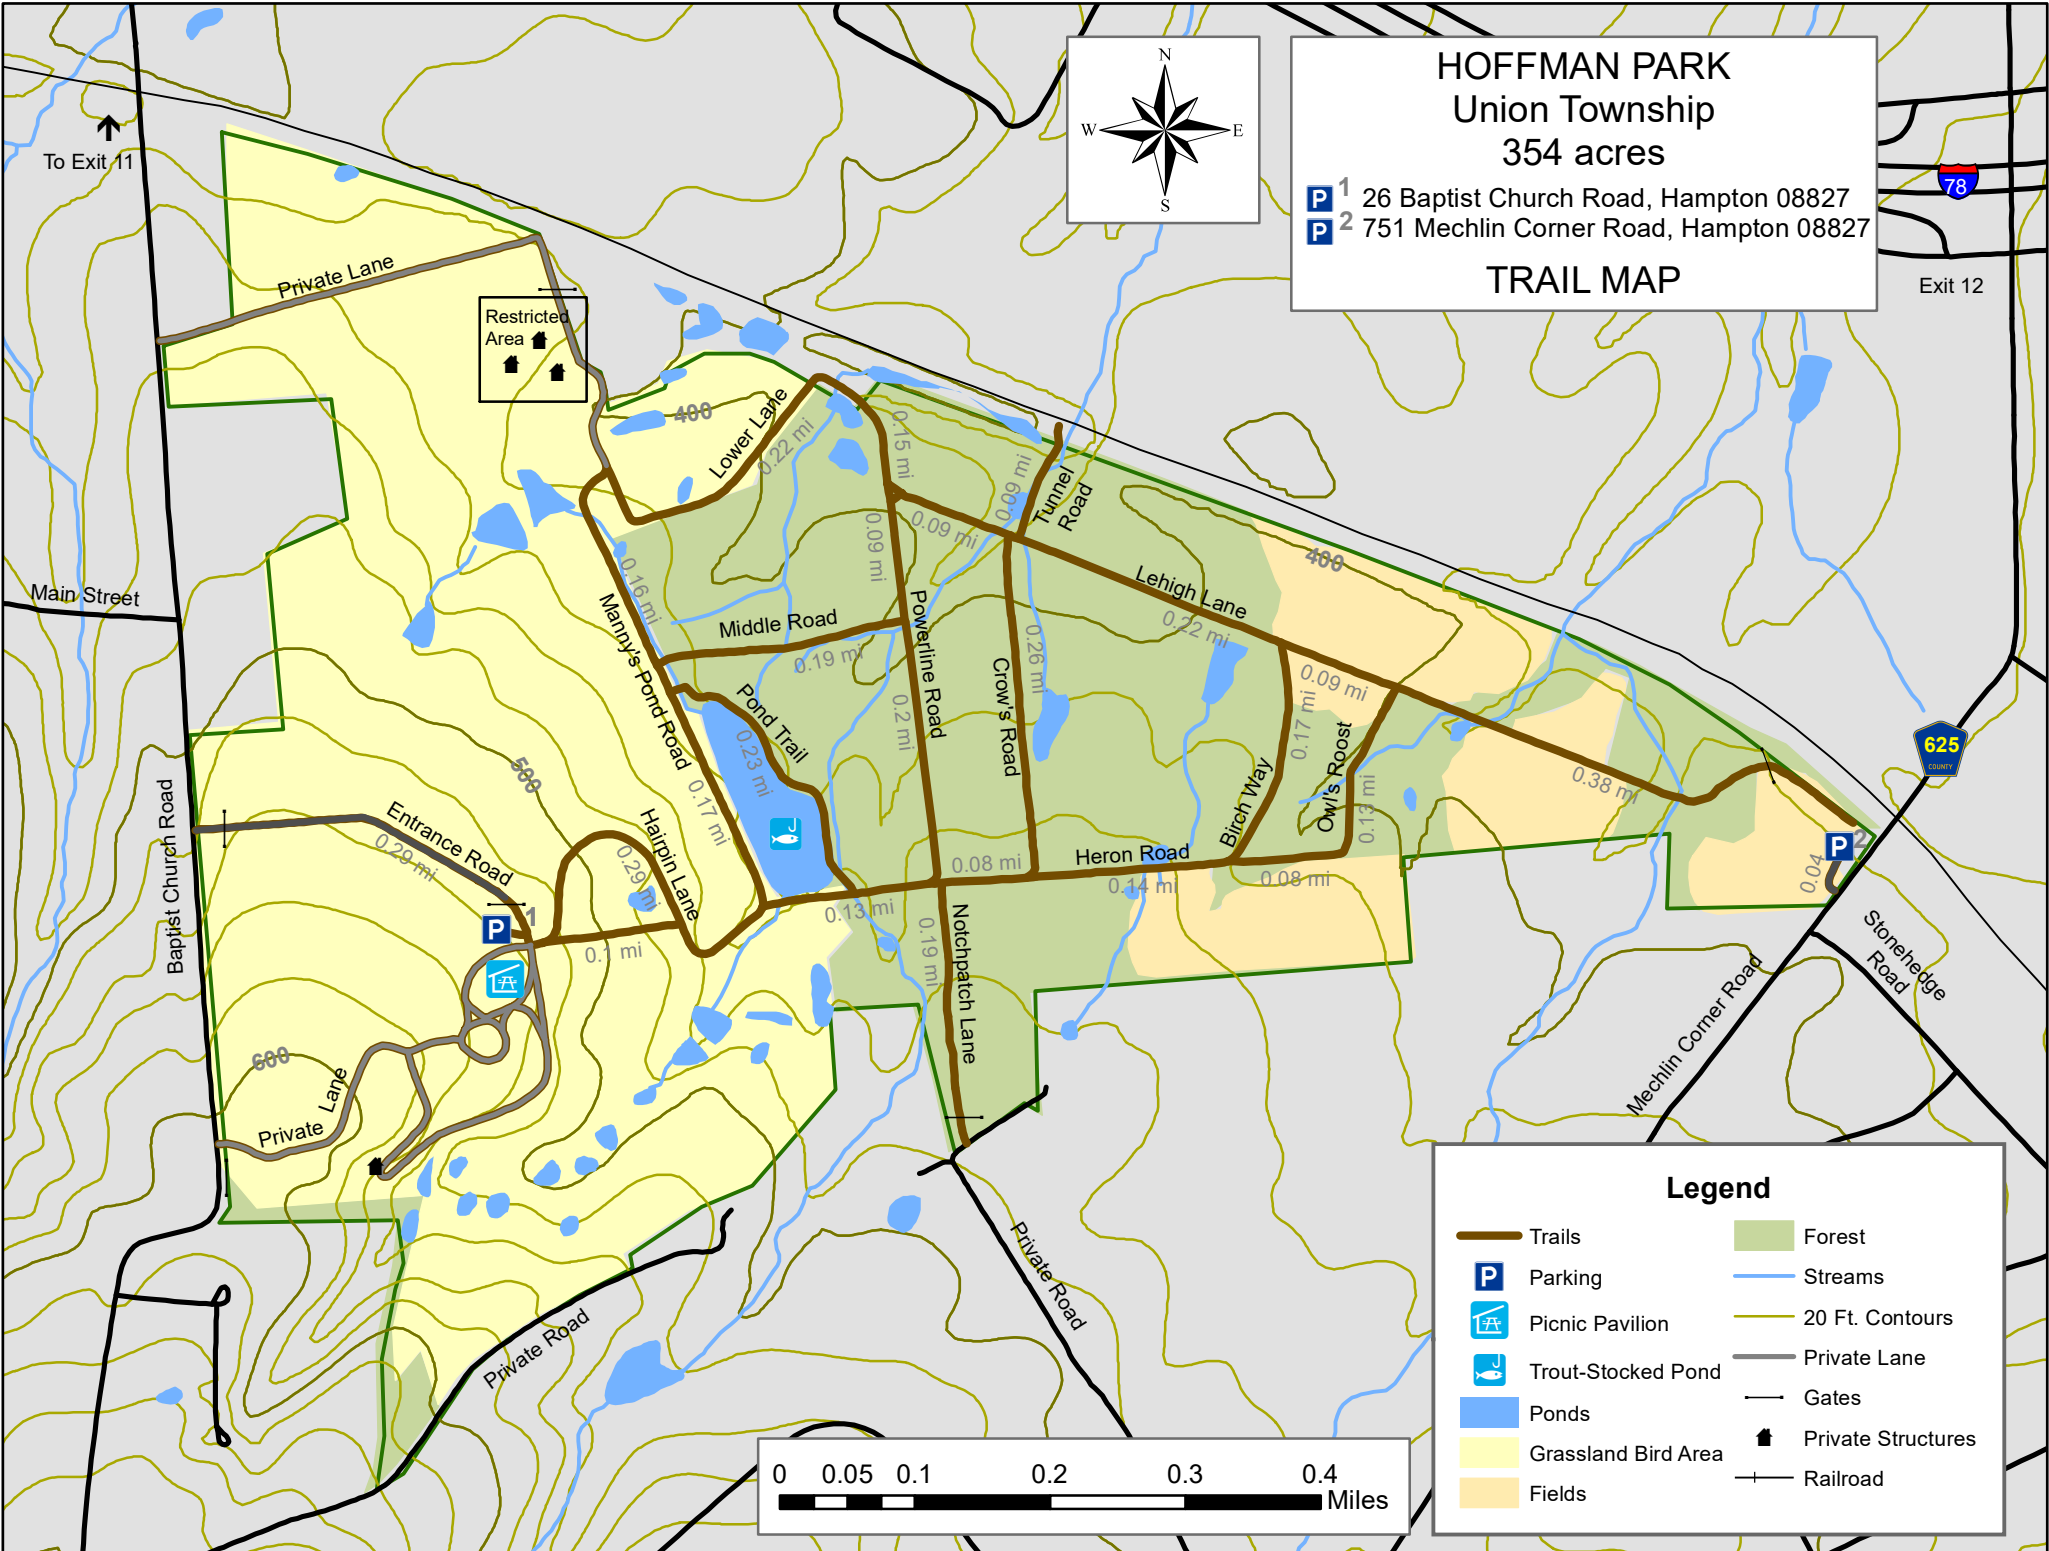 HOFFMAN PARK
Union Township
354 acres
P 1 26 Baptist Church Road, Hampton 08827
P 2 751 Mechlin Corner Road, Hampton 08827
TRAIL MAP
N
W E
S
78
Exit 12
To Exit 11
Private Lane
Restricted
Area
400
Lower Lane
0.22 mi
0.15 mi
0.09 mi
Tunnel
Road
0.09 mi
0.09 mi
400
Main Street
0.16 mi
Manny's Pond Road
Middle Road
0.19 mi
Powerline Road
0.2 mi
Crow's Road
0.26 mi
Lehigh Lane
0.22 mi
0.09 mi
0.38 mi
0.17 mi
Birch Way
Owl's Roost
0.13 mi
Pond Trail
0.23 mi
0.17 mi
500
625
COUNTY
Baptist Church Road
Entrance Road
0.29 mi
Hairpin Lane
0.29 mi
P 1
0.1 mi
0.13 mi
0.08 mi
Heron Road
0.14 mi
0.08 mi
P 2
0.04
Notchpatch Lane
0.19 mi
Stonehedge
Road
Mechlin Corner Road
600
Private Lane
Private Road
Private Road
Legend
Trails
P Parking
Picnic Pavilion
Trout-Stocked Pond
Ponds
Grassland Bird Area
Fields
Forest
Streams
20 Ft. Contours
Private Lane
Gates
Private Structures
Railroad
0 0.05 0.1 0.2 0.3 0.4
Miles